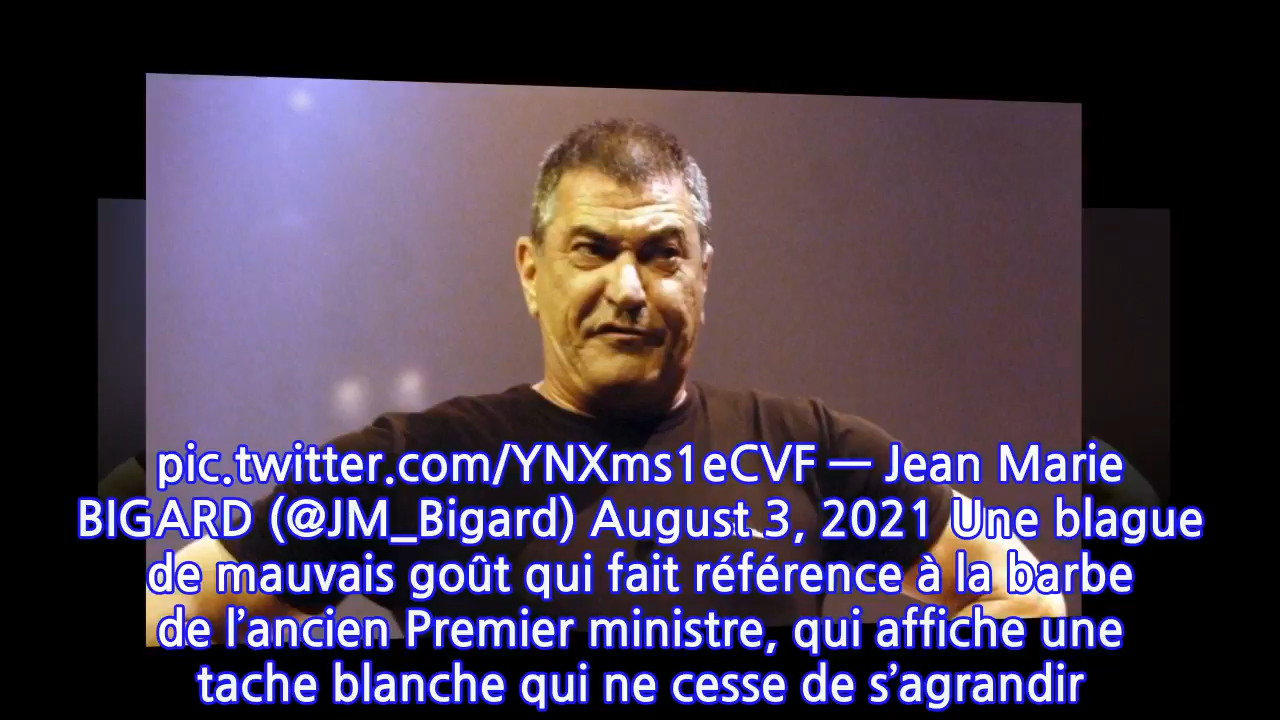 pic.twitter.com/YNXms1eCVF — Jean Marie
BIGARD (@JM_Bigard) August 3, 2021 Une blague
de mauvais goût qui fait référence à la barbe
de l’ancien Premier ministre, qui affiche une
tache blanche qui ne cesse de s’agrandir